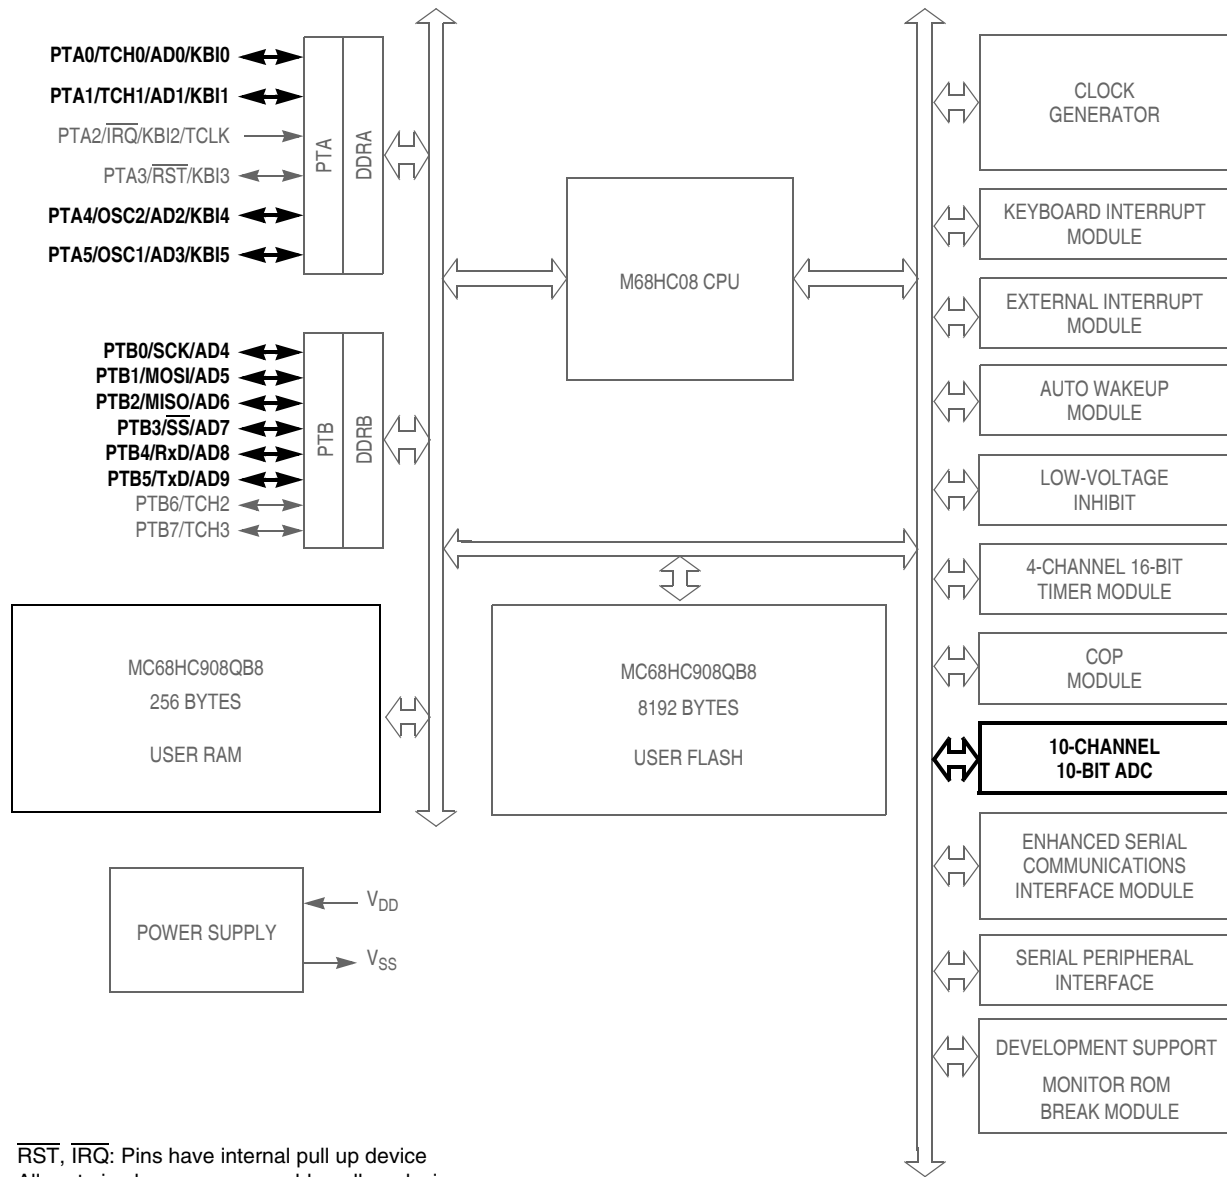 PTA0/TCH0/AD0/KBI0
PTA1/TCH1/AD1/KBI1
PTA2/IRQ/KBI2/TCLK
PTA3/RST/KBI3
PTA4/OSC2/AD2/KBI4
PTA5/OSC1/AD3/KBI5
PTA
DDRA
PTB0/SCK/AD4
PTB1/MOSI/AD5
PTB2/MISO/AD6
PTB3/SS/AD7
PTB4/RxD/AD8
PTB5/TxD/AD9
PTB6/TCH2
PTB7/TCH3
PTB
DDRB
M68HC08 CPU
MC68HC908QB8
256 BYTES
USER RAM
MC68HC908QB8
8192 BYTES
USER FLASH
POWER SUPPLY
VDD
VSS
CLOCK
GENERATOR
KEYBOARD INTERRUPT
MODULE
EXTERNAL INTERRUPT
MODULE
AUTO WAKEUP
MODULE
LOW-VOLTAGE
INHIBIT
4-CHANNEL 16-BIT
TIMER MODULE
COP
MODULE
10-CHANNEL
10-BIT ADC
ENHANCED SERIAL
COMMUNICATIONS
INTERFACE MODULE
SERIAL PERIPHERAL
INTERFACE
DEVELOPMENT SUPPORT
MONITOR ROM
BREAK MODULE
RST, IRQ: Pins have internal pull up device